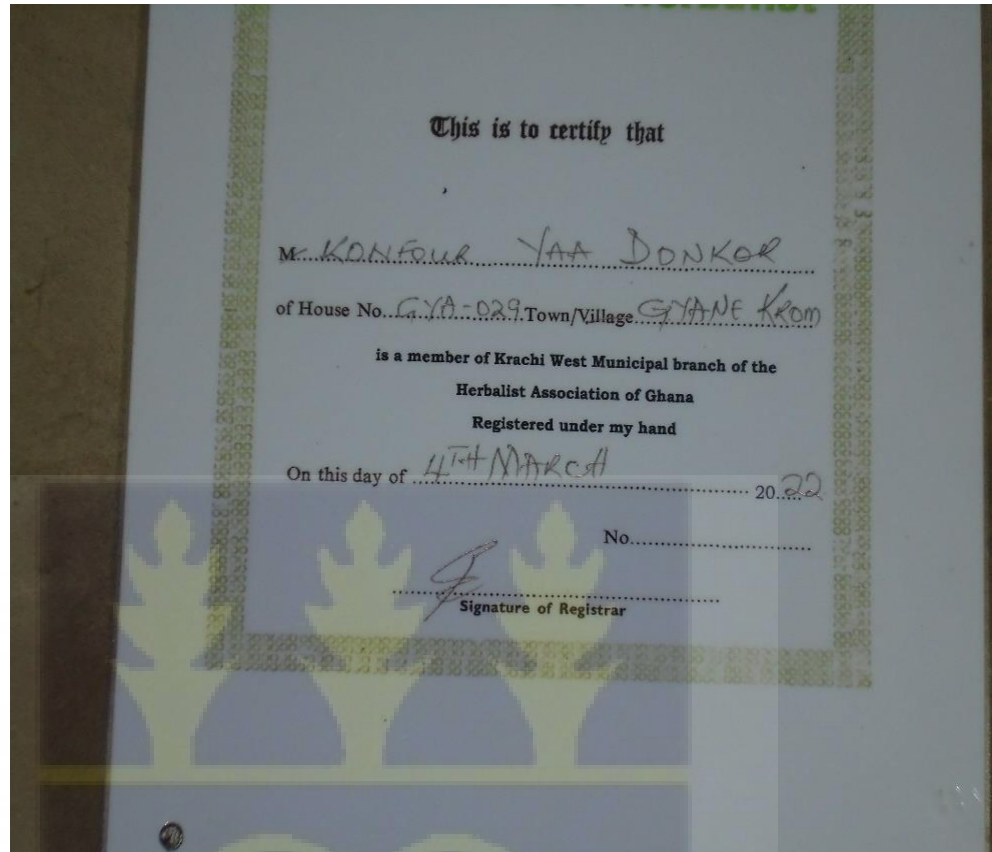 This is to certify that
M. KONFOUR YAA DONKOR
of House No. GYA-029 Town/Village GYANE KROM
is a member of Krachi West Municipal branch of the
Herbalist Association of Ghana
Registered under my hand
On this day of 4TH MARCH 2022
No.
Signature of Registrar